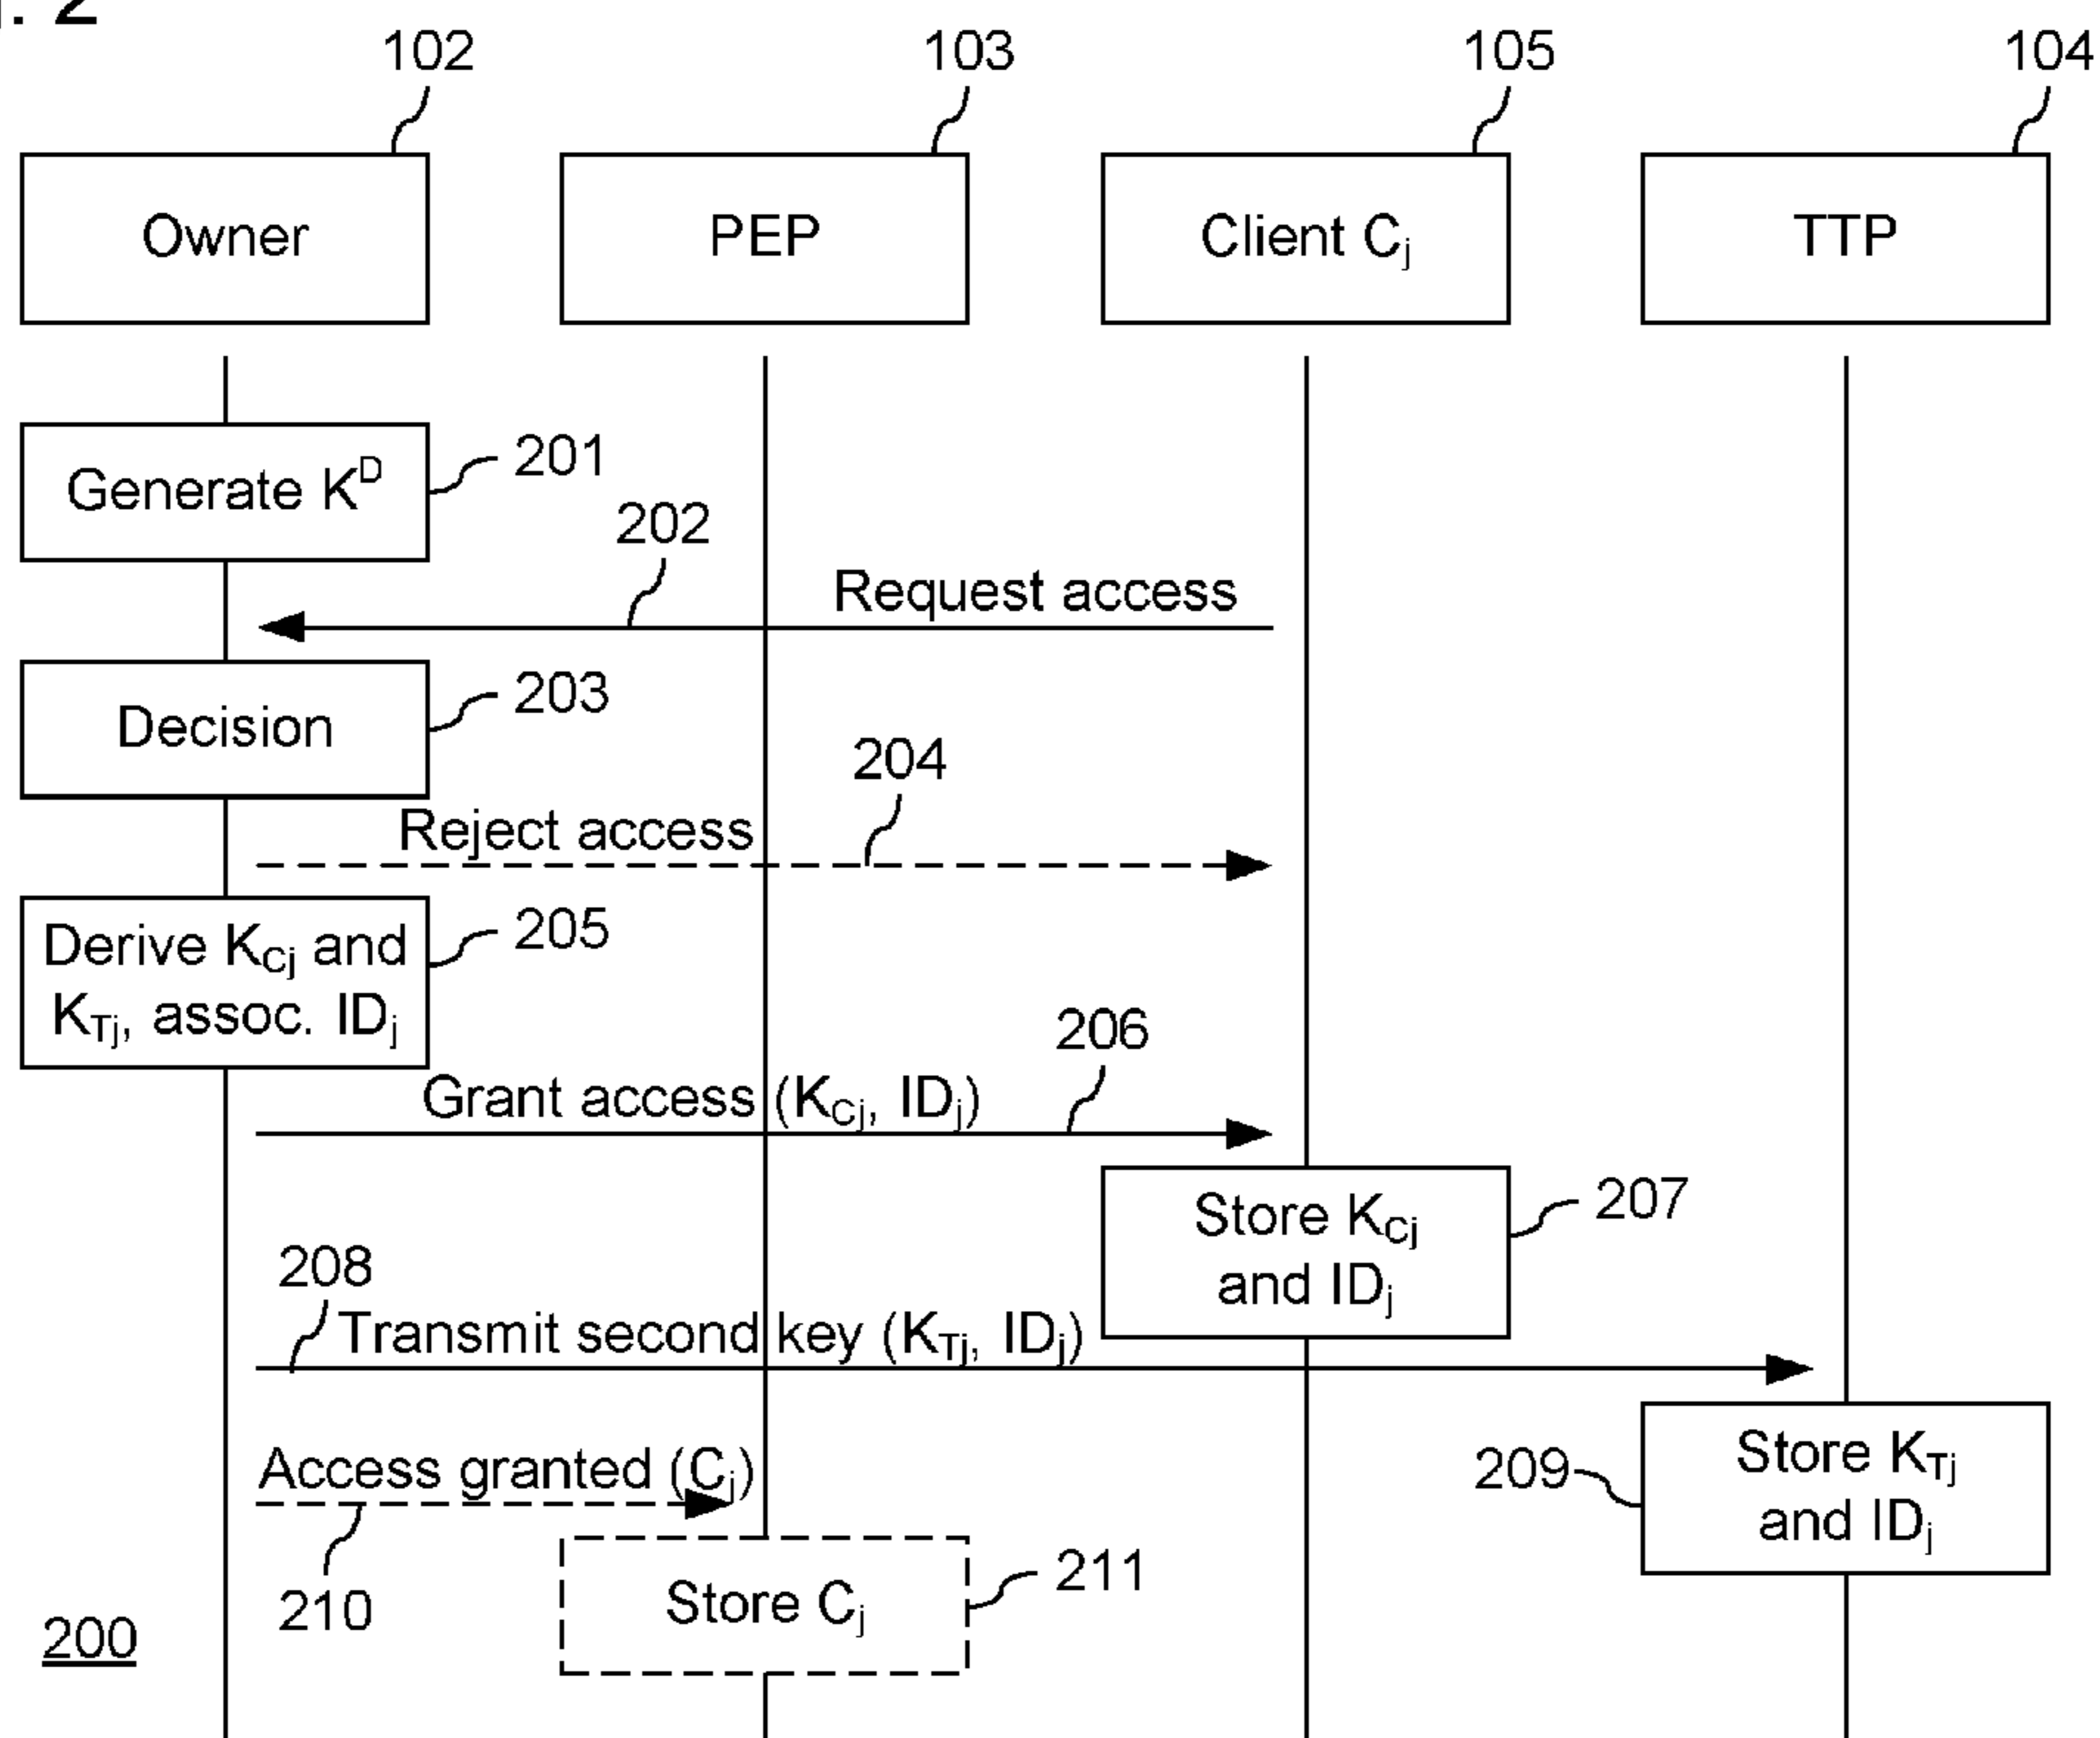 . 2
102 103 105 104
Owner PEP Client Cj TTP
Generate K^D 201
202
Request access
Decision 203
204
Reject access
Derive KCj and
KTj, assoc. IDj
205
206
Grant access (KCj, IDj)
Store KCj
and IDj
207
208
Transmit second key (KTj, IDj)
Access granted (Cj)
209
Store KTj
and IDj
210
Store Cj
211
200